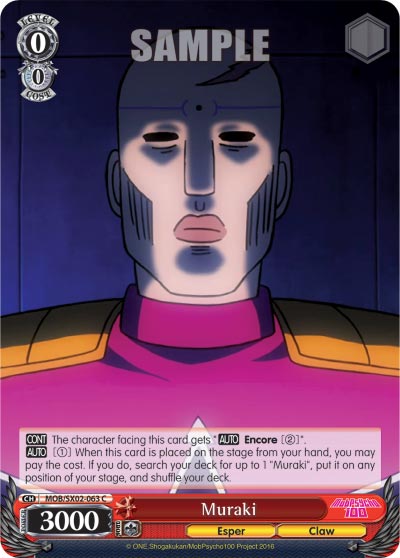 LEVEL
0
0
COST
SAMPLE
CONT The character facing this card gets "AUTO Encore [②]".
AUTO [①] When this card is placed on the stage from your hand, you may
pay the cost. If you do, search your deck for up to 1 "Muraki", put it on any
position of your stage, and shuffle your deck.
CH MOB/SX02-063 C
POWER
3000
Muraki
MobPsycho
100
Esper
Claw
© ONE,Shogakukan/MobPsycho100 Project 2016